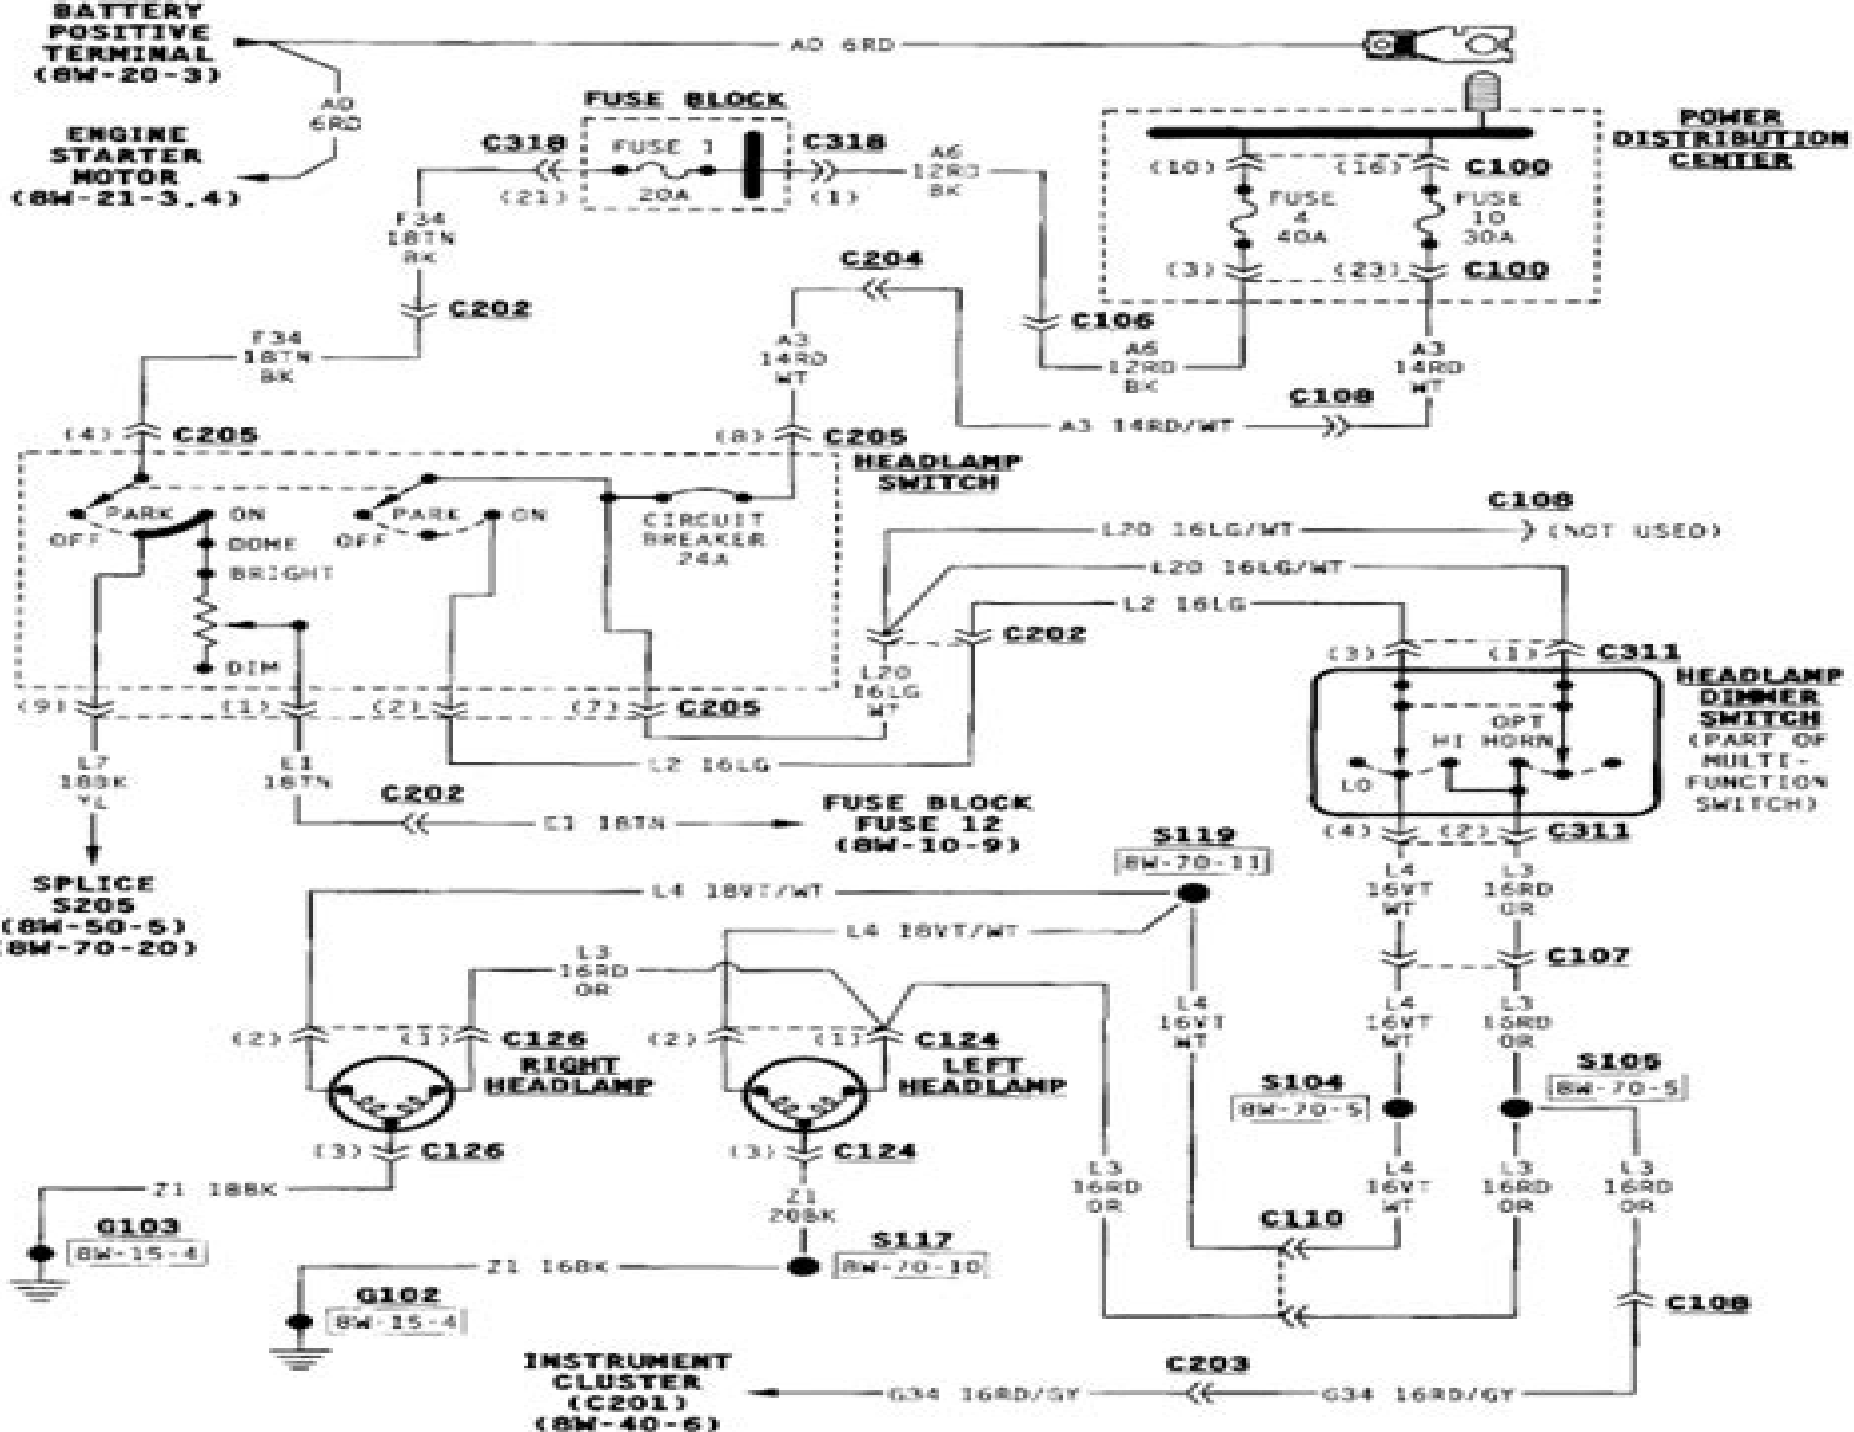 BATTERY
POSITIVE
TERMINAL
(8W-20-3)
A0 6RD
A0
6RD
ENGINE
STARTER
MOTOR
(8W-21-3,4)
FUSE BLOCK
C318
FUSE 1
C318
(21)
20A
(1)
A6
12RD
BK
POWER
DISTRIBUTION
CENTER
(10)
(16)
C100
FUSE
4
40A
FUSE
10
30A
(3)
(23)
C100
F34
18TN
BK
C202
C204
C106
F34
18TN
BK
A3
14RD
WT
A6
12RD
BK
A3
14RD
WT
C108
A3 14RD/WT
(4)
C205
(8)
C205
HEADLAMP
SWITCH
PARK
ON
OFF
DOME
BRIGHT
DIM
PARK
ON
OFF
CIRCUIT
BREAKER
24A
C108
L20 16LG/WT
(NOT USED)
L20 16LG/WT
L2 16LG
C202
L20
16LG
WT
(3)
(1)
C311
HEADLAMP
DIMMER
SWITCH
(PART OF
MULTI-
FUNCTION
SWITCH)
OPT
HI HORN
LO
(9)
(1)
(2)
(7)
C205
L2 16LG
L7
18BK
YL
E1
18TN
C202
E1 18TN
FUSE BLOCK
FUSE 12
(8W-10-9)
(4)
(2)
C311
SPLICE
S205
(8W-50-5)
(8W-70-20)
S119
8W-70-11
L4
16VT
WT
L3
16RD
OR
L4 18VT/WT
L4 18VT/WT
L3
16RD
OR
C107
(2)
(1)
C126
RIGHT
HEADLAMP
(2)
(1)
C124
LEFT
HEADLAMP
L4
16VT
WT
L4
16VT
WT
L3
16RD
OR
S104
8W-70-5
S105
8W-70-5
(3)
C126
(3)
C124
Z1 18BK
Z1
20BK
L3
16RD
OR
L4
16VT
WT
L3
16RD
OR
L3
16RD
OR
G103
8W-15-4
C110
S117
8W-70-10
Z1 16BK
G102
8W-15-4
C108
INSTRUMENT
CLUSTER
(C201)
(8W-40-6)
G34 16RD/GY
C203
G34 16RD/GY